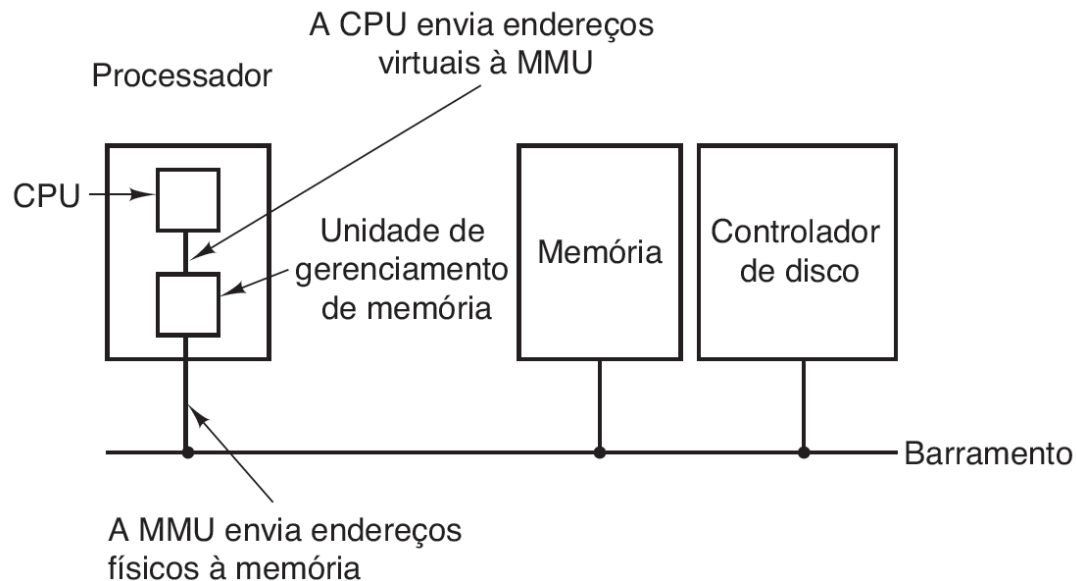 A CPU envia endereços
virtuais à MMU
Processador
CPU
Unidade de
gerenciamento
de memória
Memória
Controlador
de disco
Barramento
A MMU envia endereços
físicos à memória